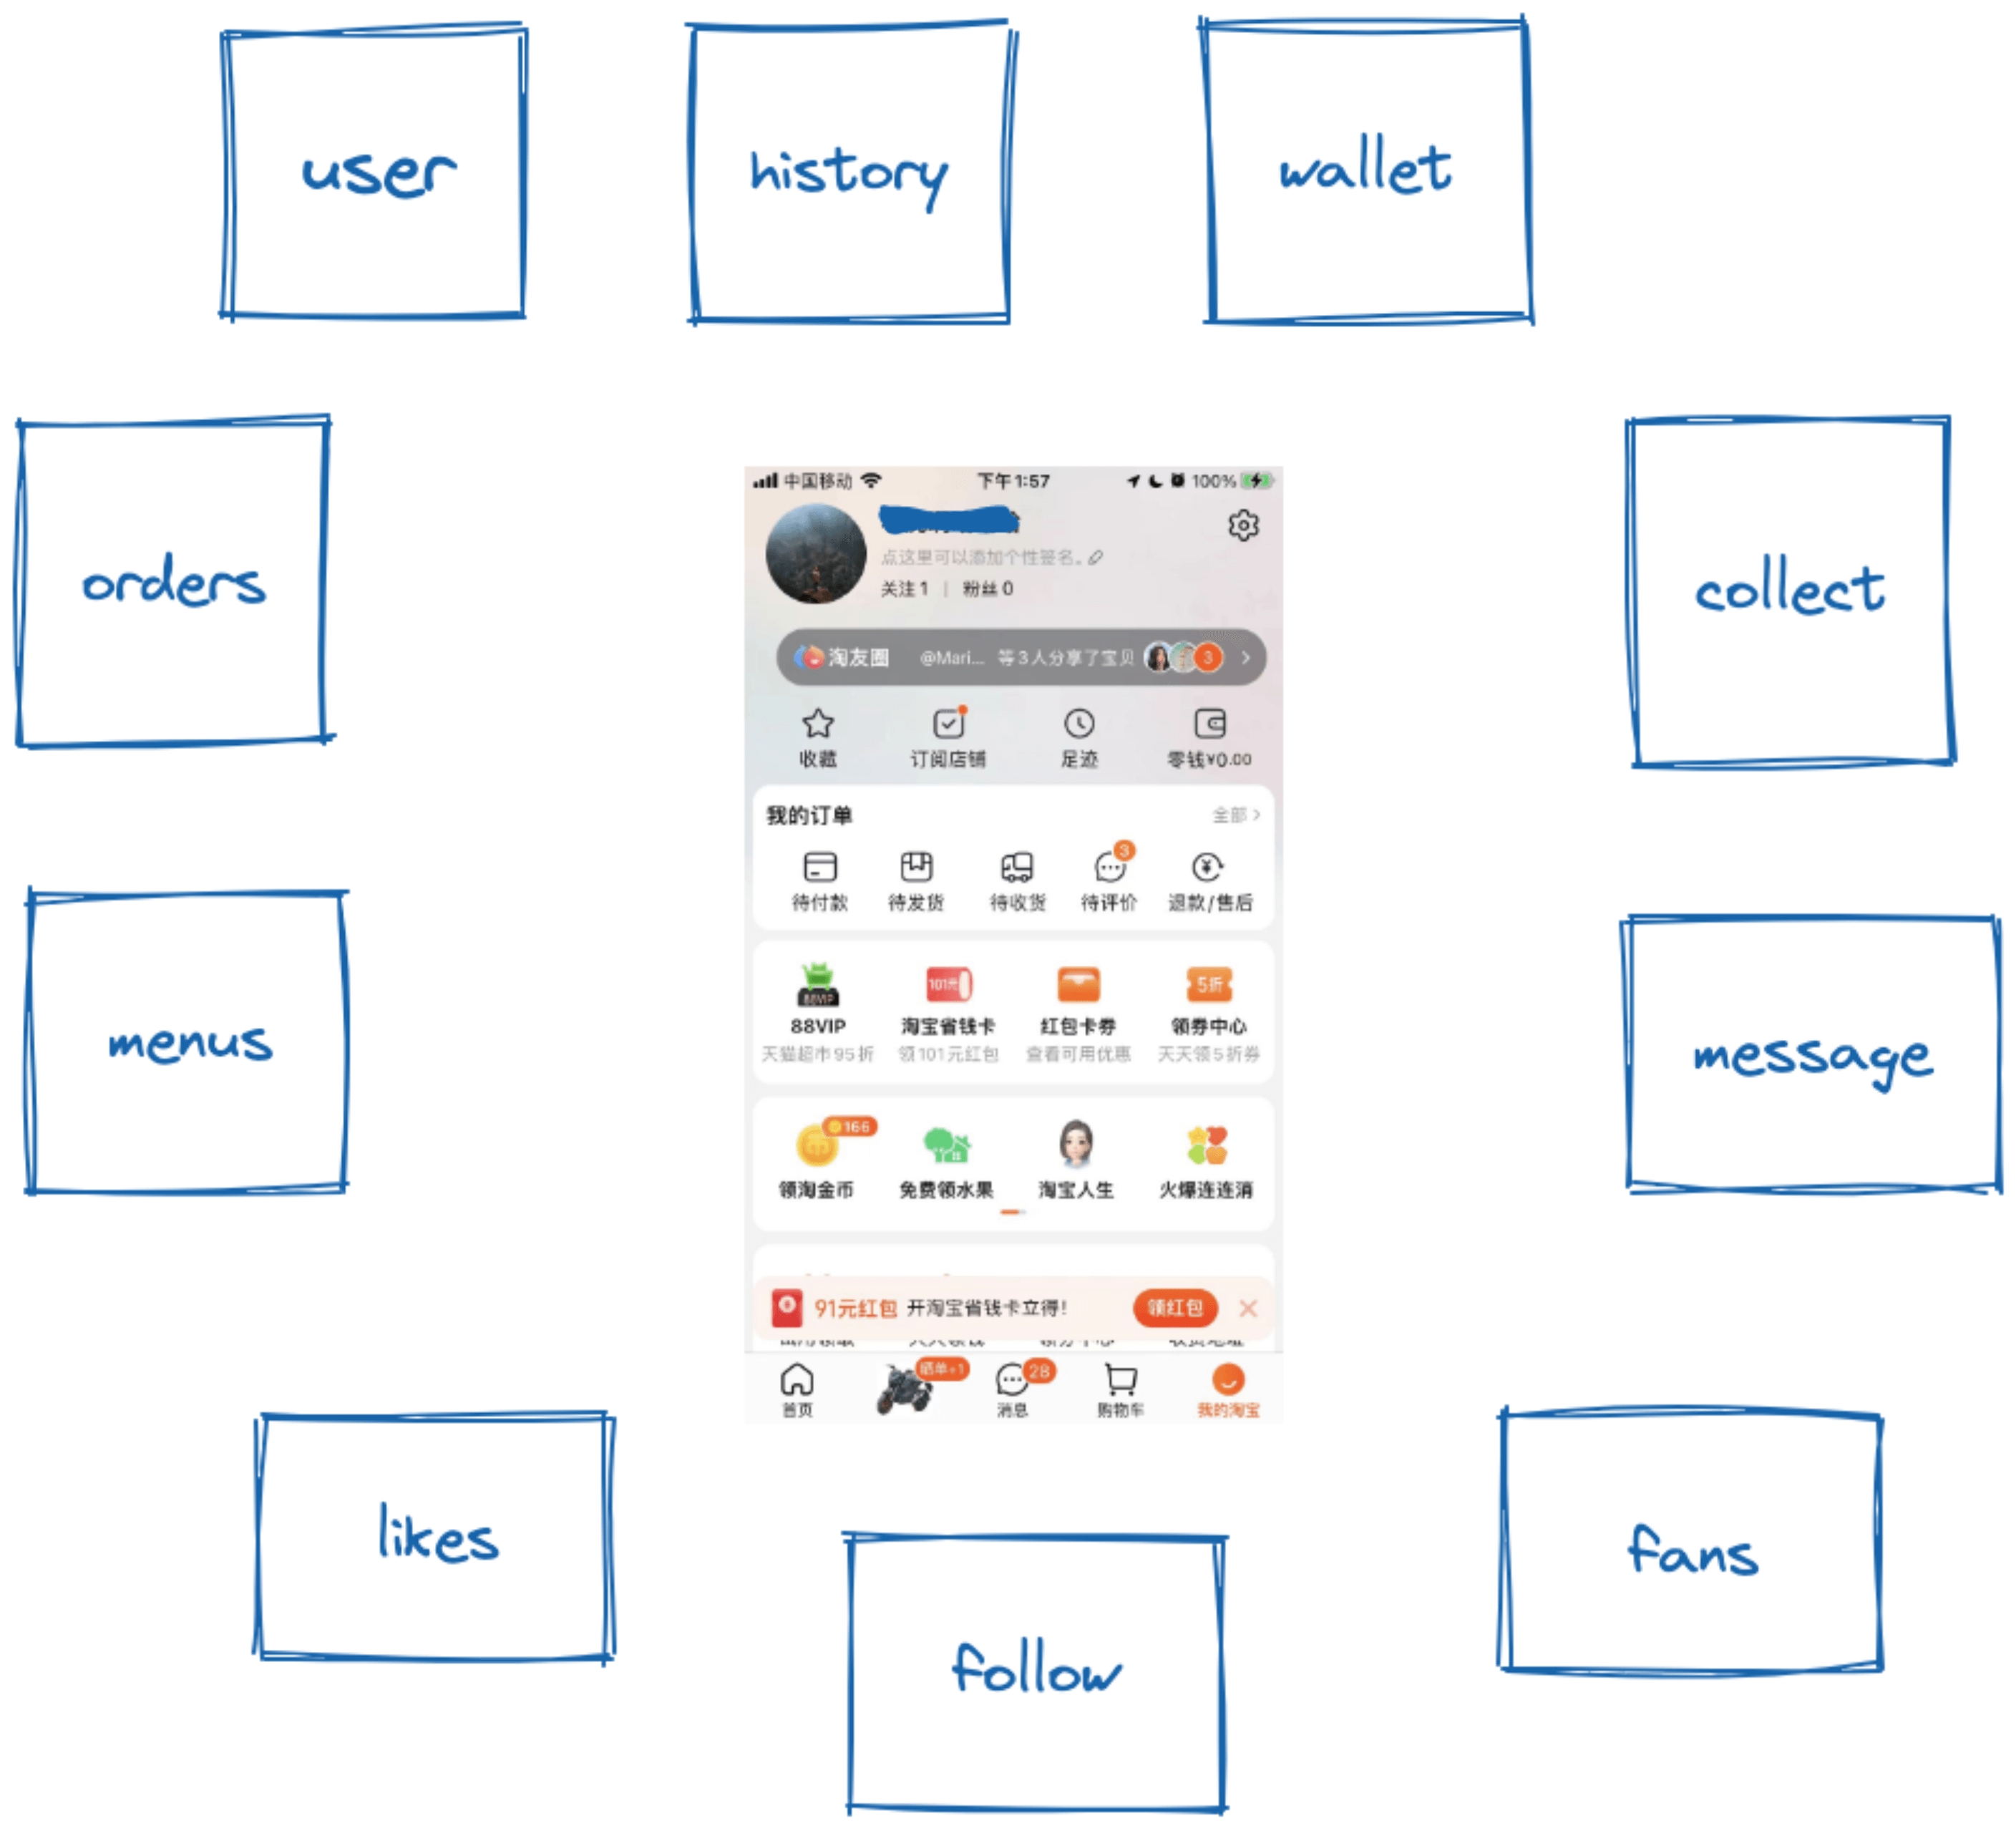 user
history
wallet
orders
collect
menus
message
likes
follow
fans
中国移动
下午1:57
100%
点这里可以添加个性签名。
关注1 | 粉丝0
淘友圈 @Mari... 等3人分享了宝贝 3
收藏 订阅店铺 足迹 零钱¥0.00
我的订单 全部
3
待付款 待发货 待收货 待评价 退款/售后
88VIP 101元 5折
88VIP 淘宝省钱卡 红包卡券 领券中心
天猫超市95折 领101元红包 查看可用优惠 天天领5折券
166
领淘金币 免费领水果 淘宝人生 火爆连连消
91元红包 开淘宝省钱卡立得! 领红包
晒单+1 28
首页 消息 购物车 我的淘宝